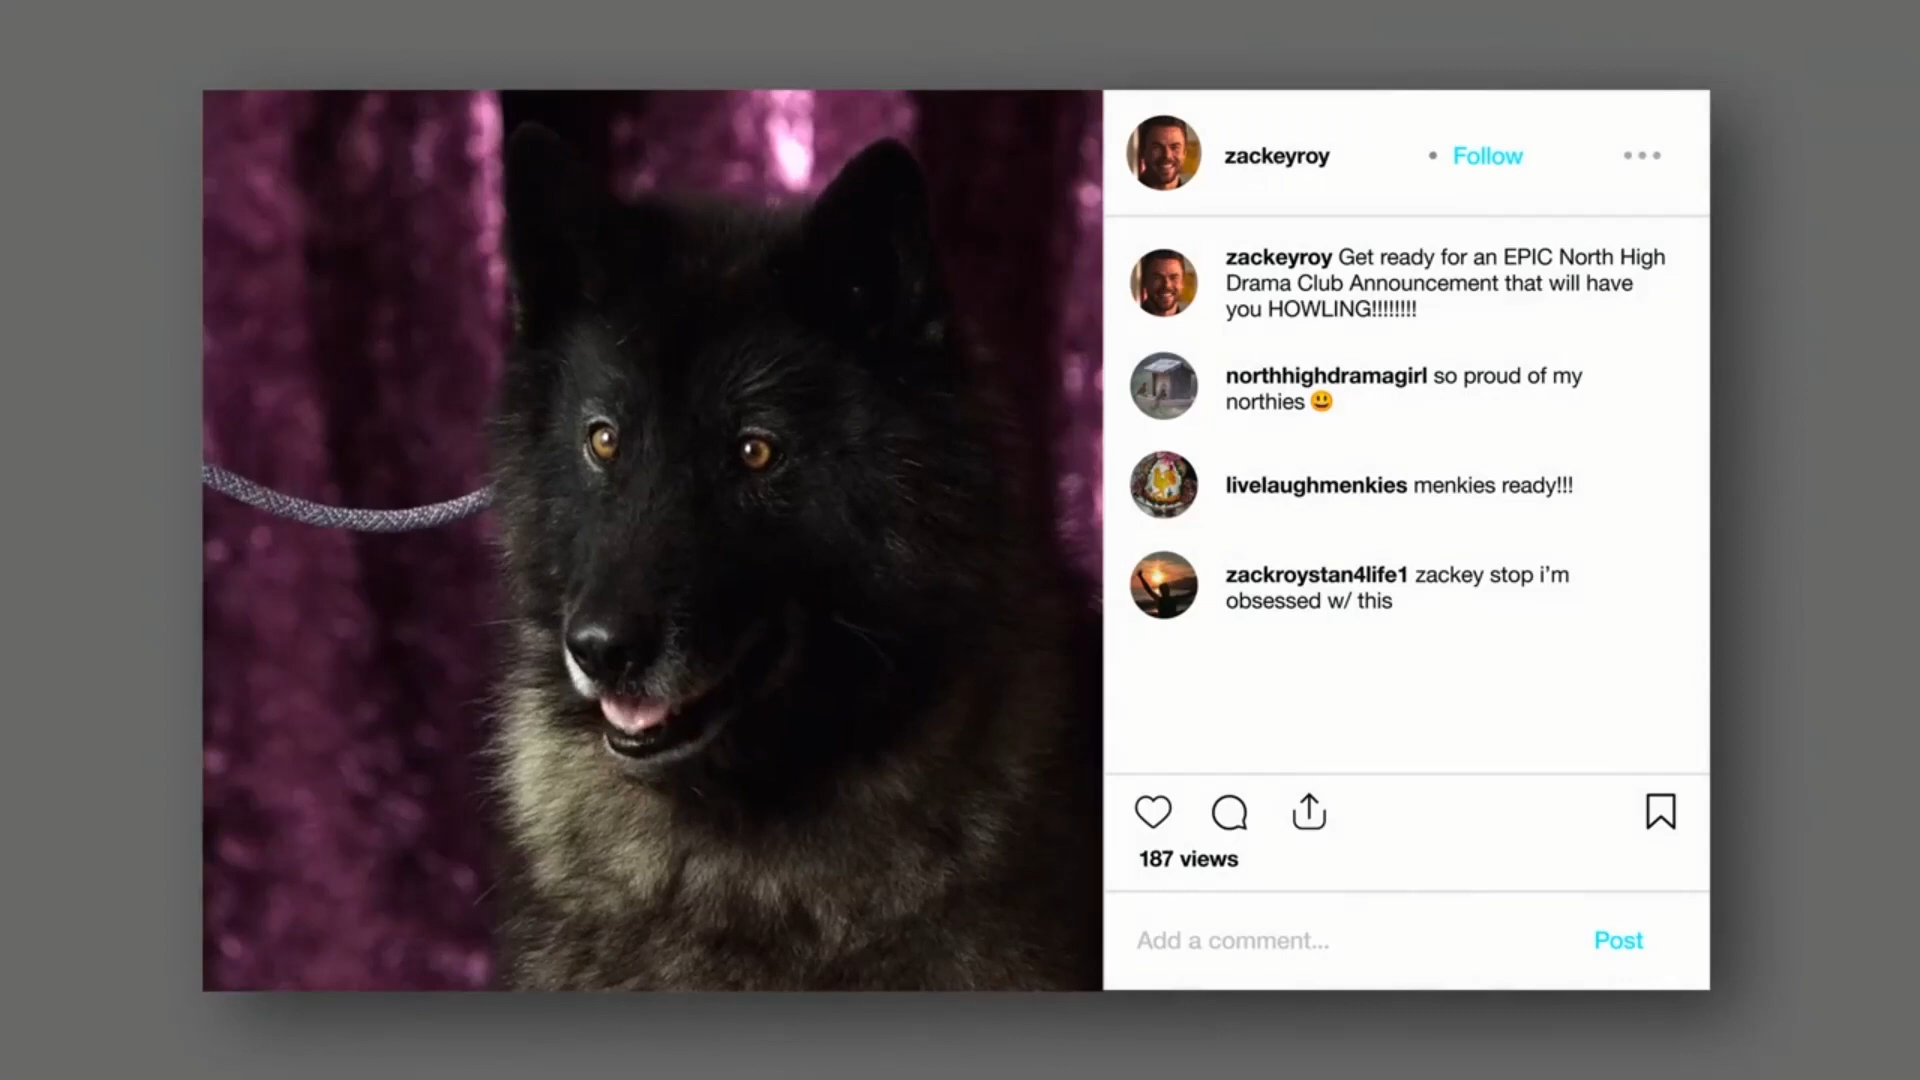 zackeyroy • Follow
zackeyroy Get ready for an EPIC North High
Drama Club Announcement that will have
you HOWLING!!!!!!!!
northhighdramagirl so proud of my
northies 😃
livelaughmenkies menkies ready!!!
zackroystan4life1 zackey stop i’m
obsessed w/ this
187 views
Add a comment...
Post